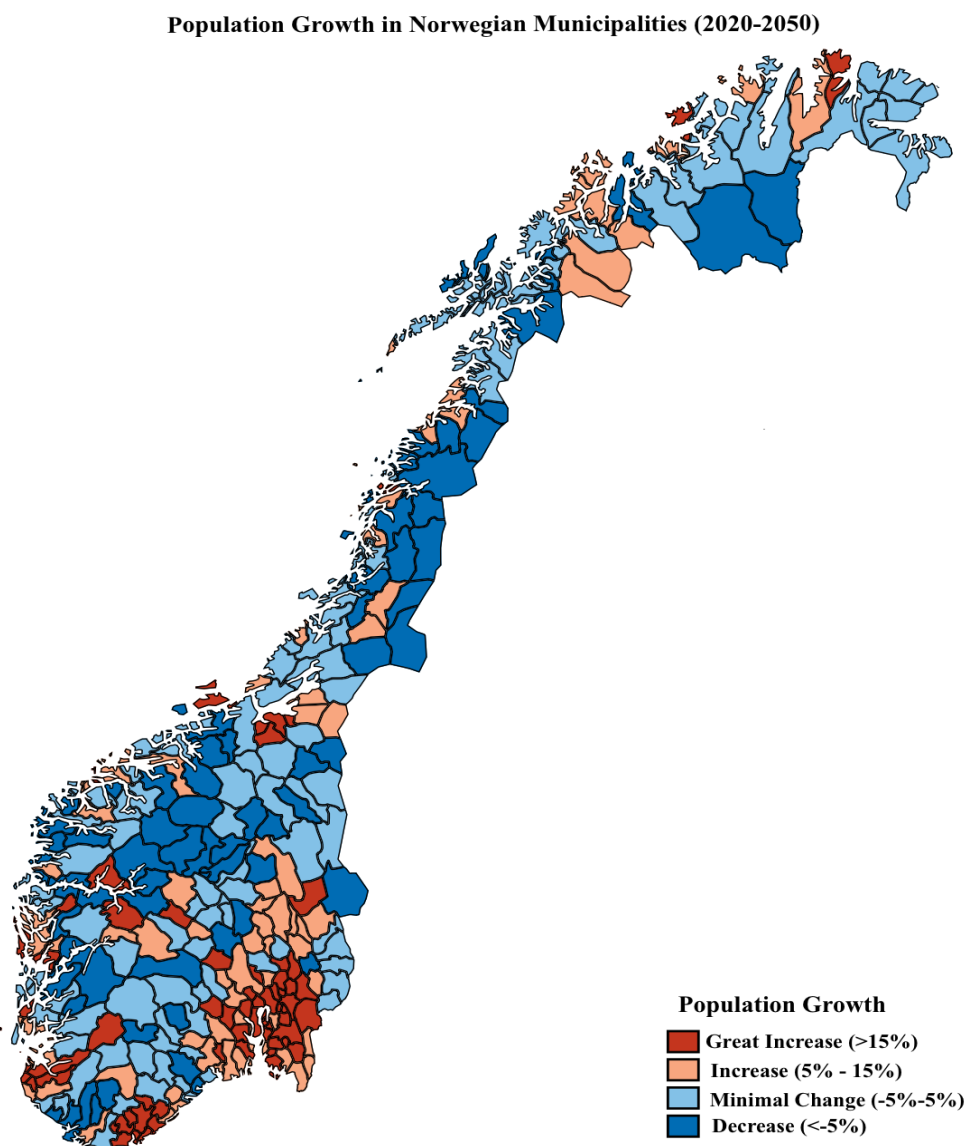 Population Growth in Norwegian Municipalities (2020-2050)
Population Growth
Great Increase (>15%)
Increase (5% - 15%)
Minimal Change (-5%-5%)
Decrease (<-5%)